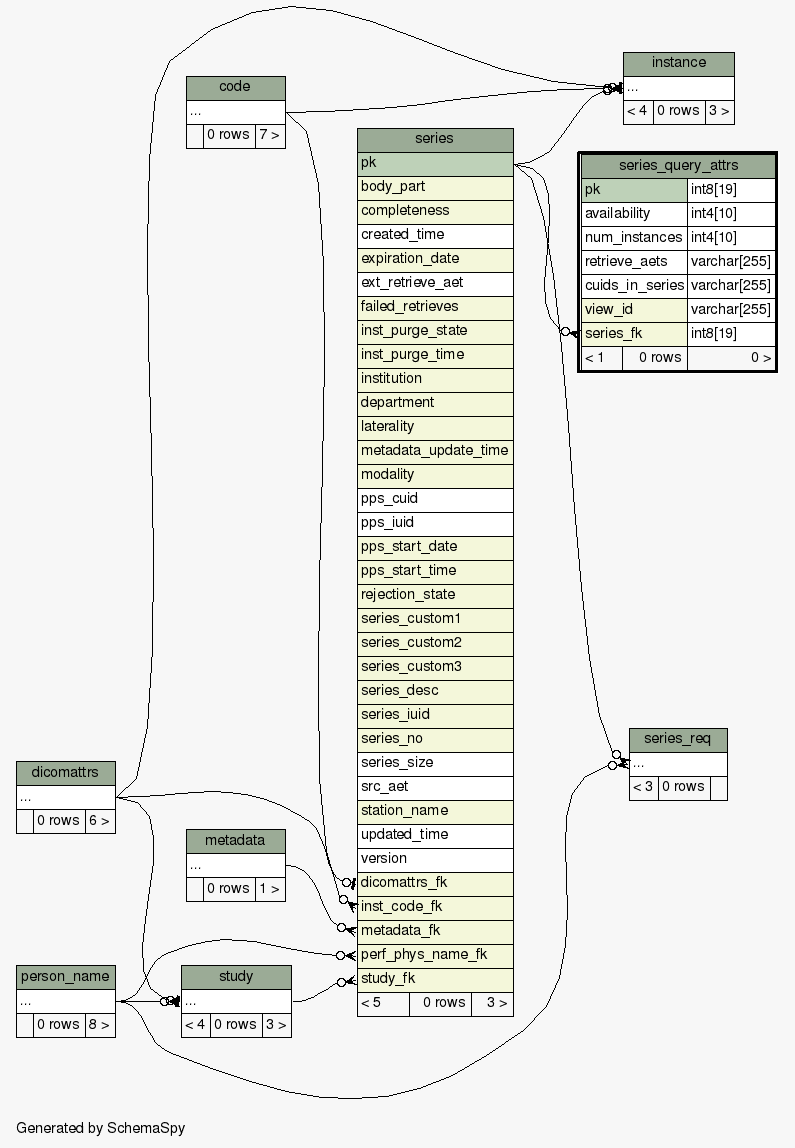 instance
...
< 4 0 rows 3 >
code
...
0 rows 7 >
series
pk
body_part
completeness
created_time
expiration_date
ext_retrieve_aet
failed_retrieves
inst_purge_state
inst_purge_time
institution
department
laterality
metadata_update_time
modality
pps_cuid
pps_iuid
pps_start_date
pps_start_time
rejection_state
series_custom1
series_custom2
series_custom3
series_desc
series_iuid
series_no
series_size
src_aet
station_name
updated_time
version
dicomattrs_fk
inst_code_fk
metadata_fk
perf_phys_name_fk
study_fk
< 5 0 rows 3 >
series_query_attrs
pk int8[19]
availability int4[10]
num_instances int4[10]
retrieve_aets varchar[255]
cuids_in_series varchar[255]
view_id varchar[255]
series_fk int8[19]
< 1 0 rows 0 >
series_req
...
< 3 0 rows
dicomattrs
...
0 rows 6 >
metadata
...
0 rows 1 >
person_name
...
0 rows 8 >
study
...
< 4 0 rows 3 >
Generated by SchemaSpy